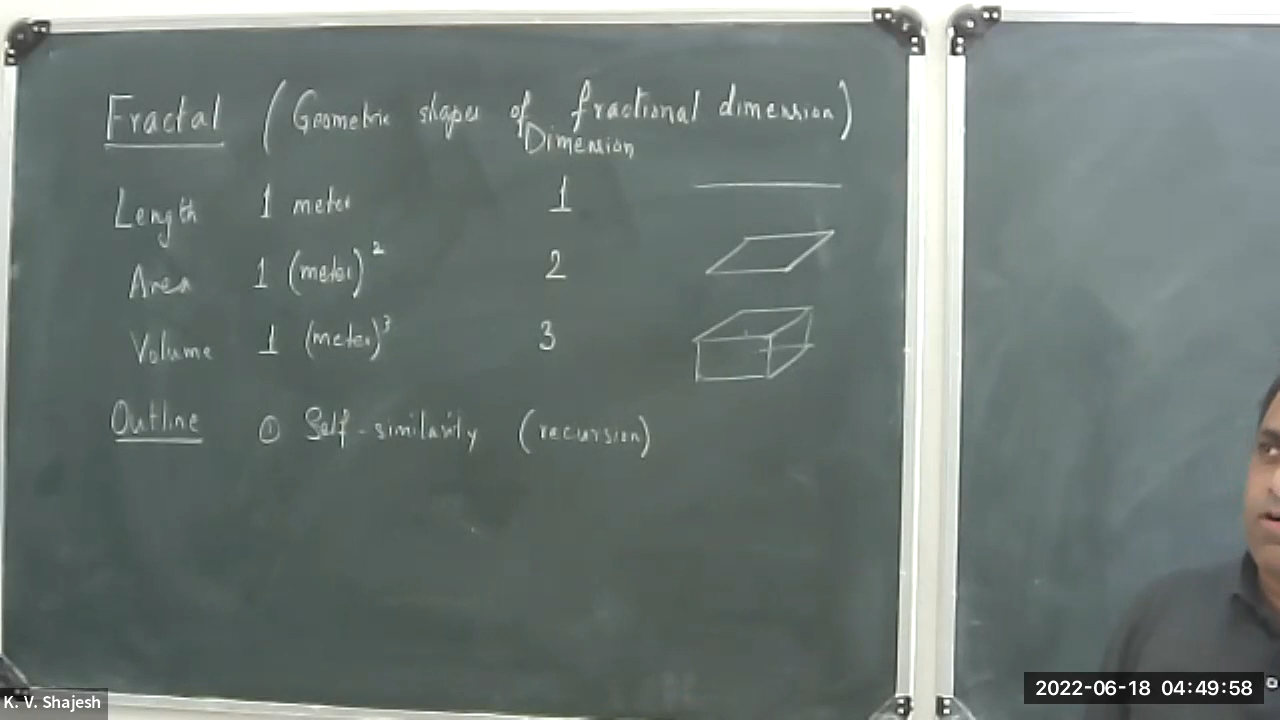 Fractal (Geometric shapes of fractional dimension)
Dimension
Length 1 meter 1
Area 1 (meter)² 2
Volume 1 (meter)³ 3
Outline ① Self-similarity (recursion)
K. V. Shajesh
2022-06-18 04:49:58